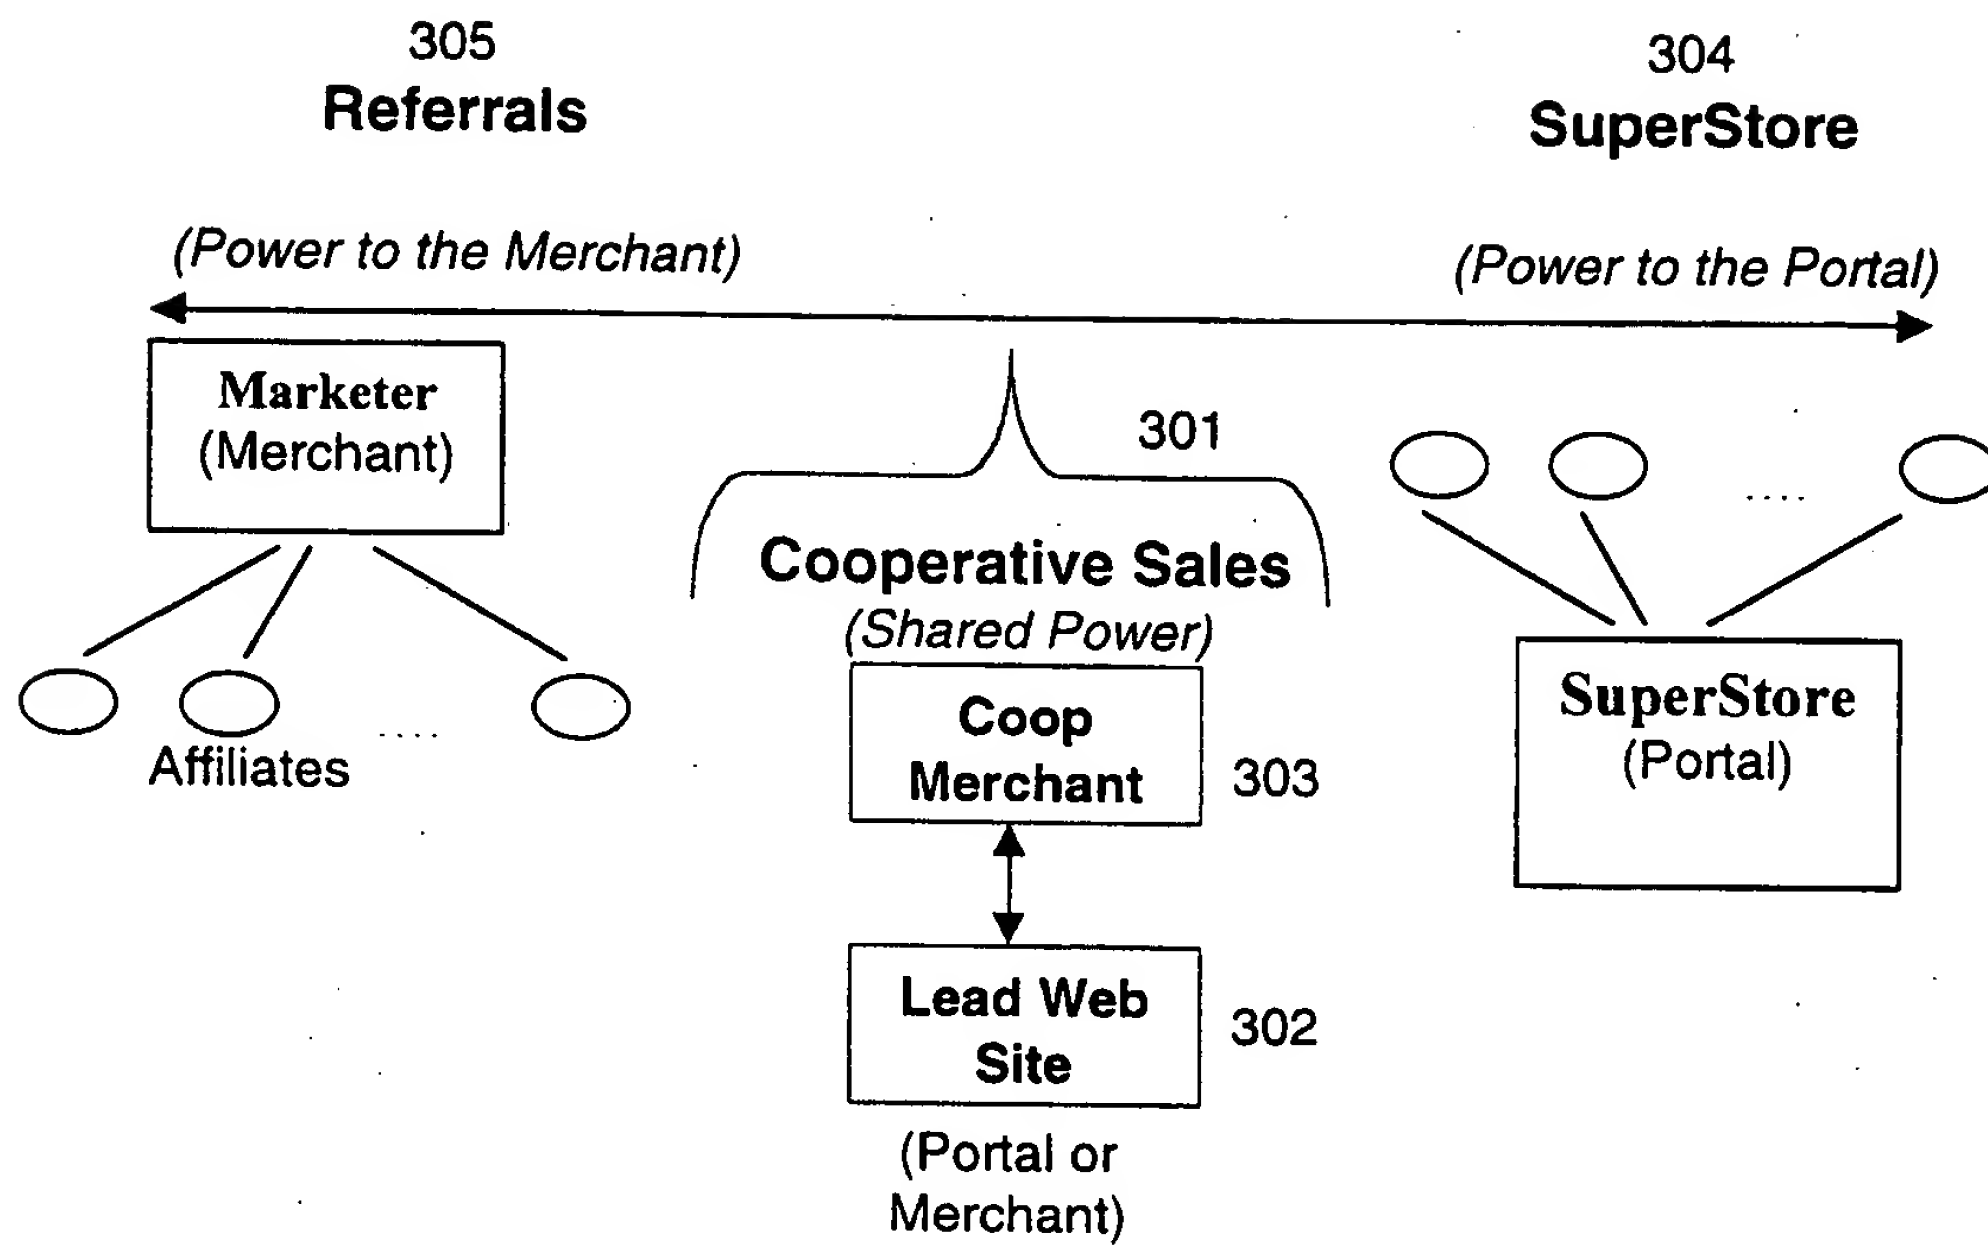 305
Referrals
304
SuperStore
(Power to the Merchant)
(Power to the Portal)
Marketer
(Merchant)
Affiliates
....
301
Cooperative Sales
(Shared Power)
Coop
Merchant
303
Lead Web
Site
302
(Portal or
Merchant)
....
SuperStore
(Portal)